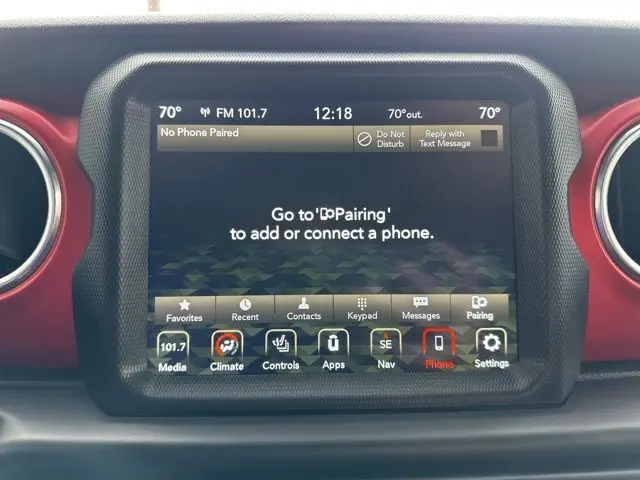 70° FM 101.7 12:18 70°out. 70°
No Phone Paired
Do Not
Disturb
Reply with
Text Message
Go to 'Pairing'
to add or connect a phone.
Favorites Recent Contacts Keypad Messages Pairing
101.7 SE
Media Climate Controls Apps Nav Phone Settings